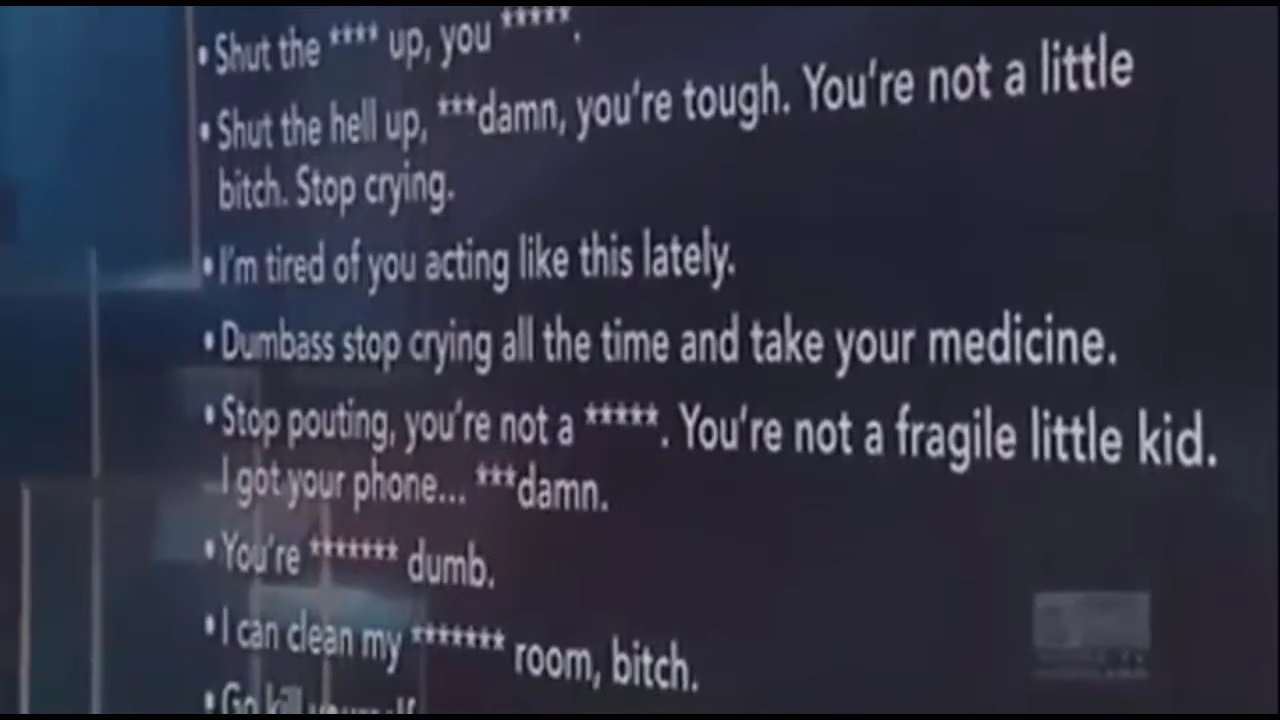 • Shut the **** up, you *****.
• Shut the hell up, ***damn, you're tough. You're not a little
bitch. Stop crying.
• I'm tired of you acting like this lately.
• Dumbass stop crying all the time and take your medicine.
• Stop pouting, you're not a *****. You're not a fragile little kid.
I got your phone... ***damn.
• You're ******* dumb.
• I can clean my ******* room, bitch.
• Go kill yourself